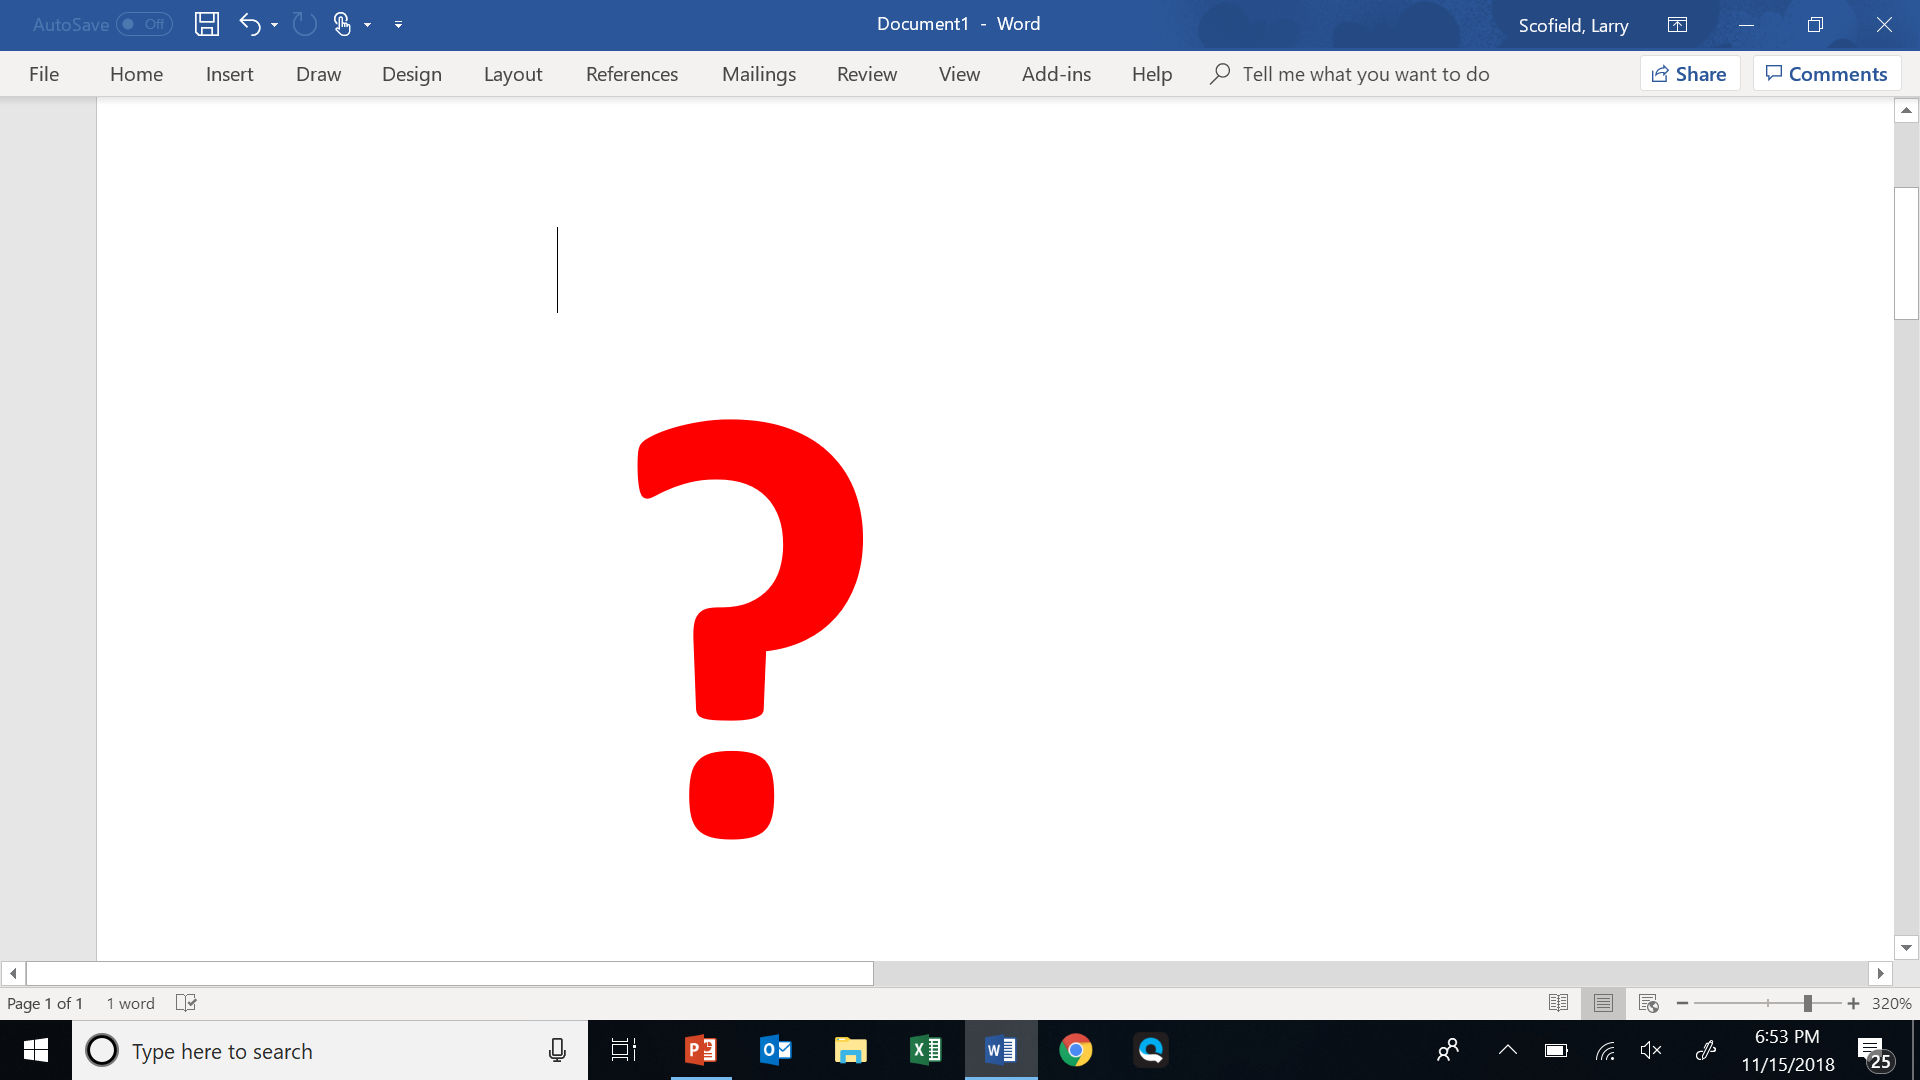 AutoSave Off Document1 - Word Scofield, Larry
File Home Insert Draw Design Layout References Mailings Review View Add-ins Help Tell me what you want to do Share Comments
?
Page 1 of 1 1 word 320%
Type here to search
P O X W
6:53 PM
11/15/2018
25